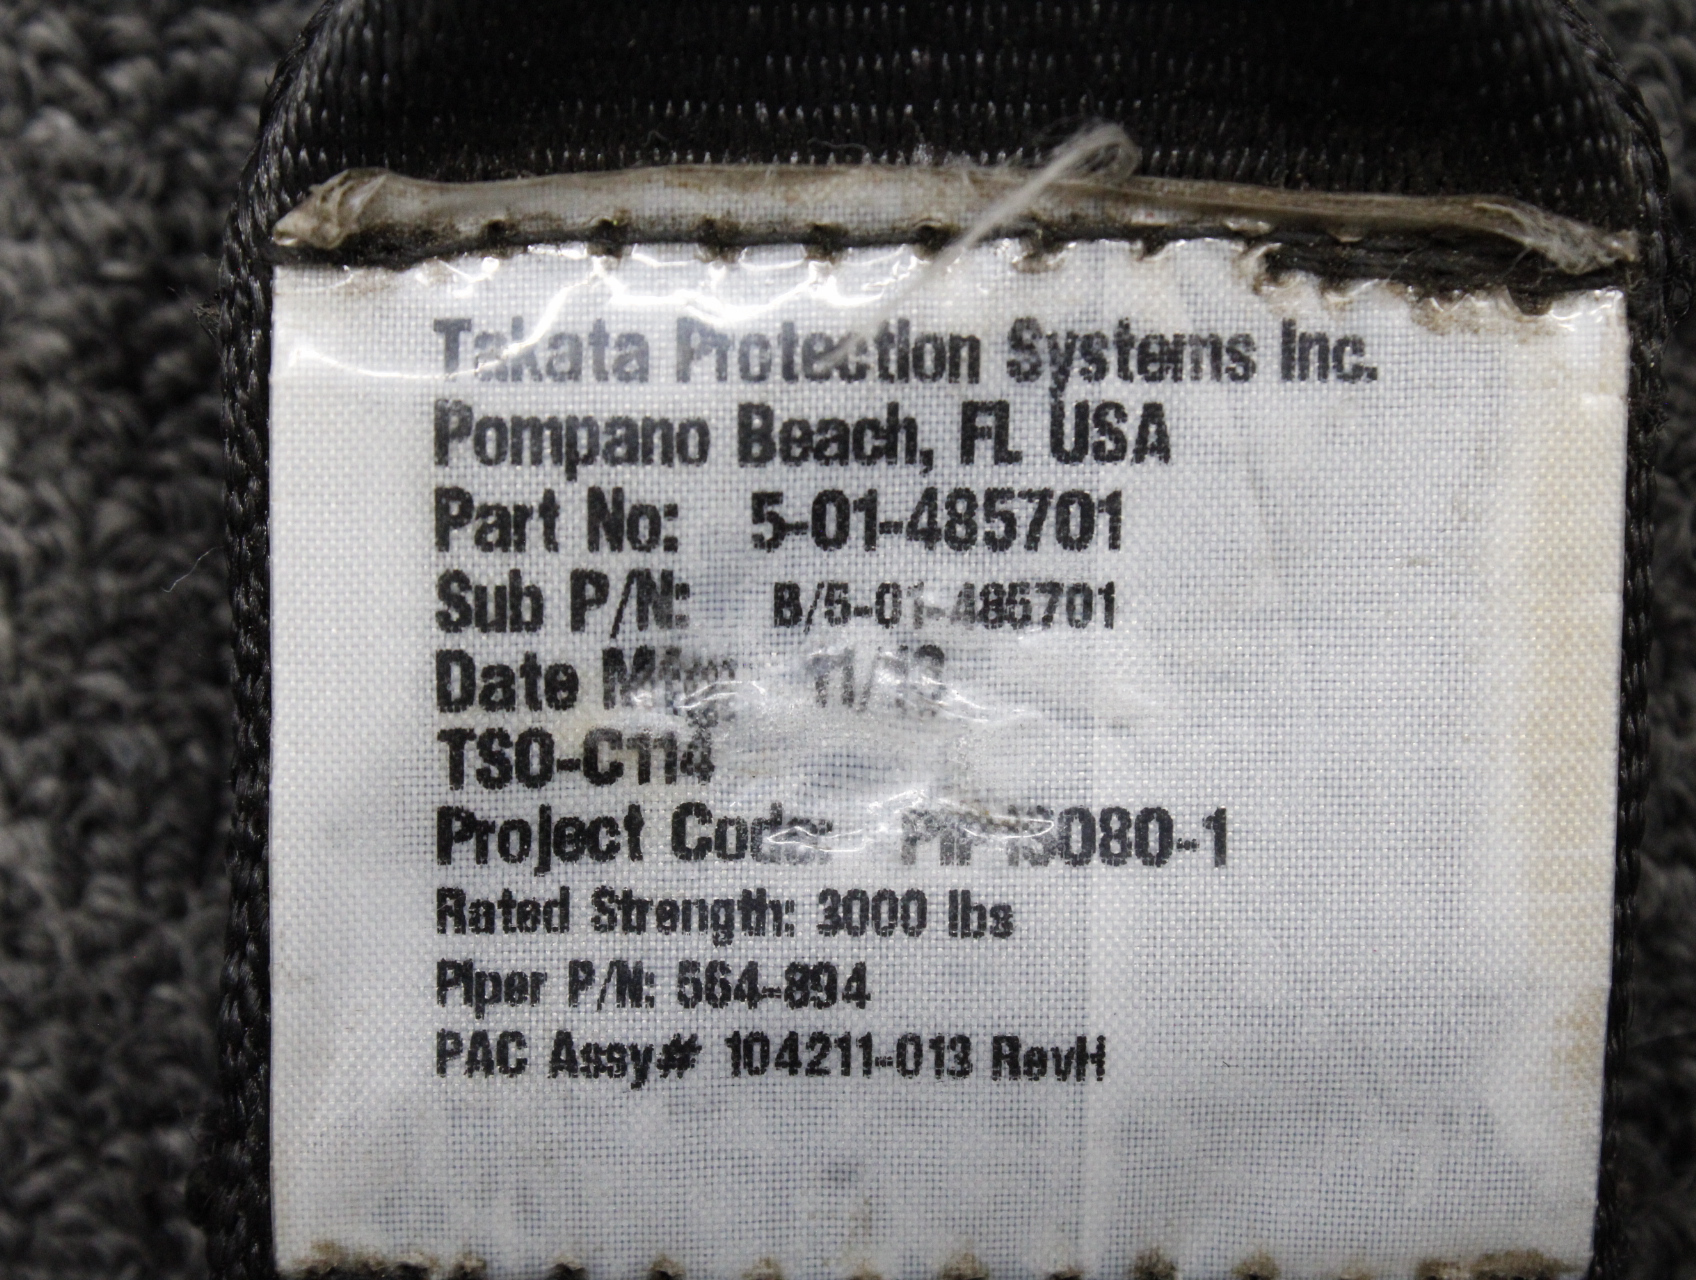 Takata Protection Systems Inc.
Pompano Beach, FL USA
Part No: 5-01-485701
Sub P/N: B/5-01-485701
Date Mfg:
TSO-C114
Project Code:
Rated Strength: 3000 lbs
Piper P/N: 564-894
PAC Assy# 104211-013 RevH